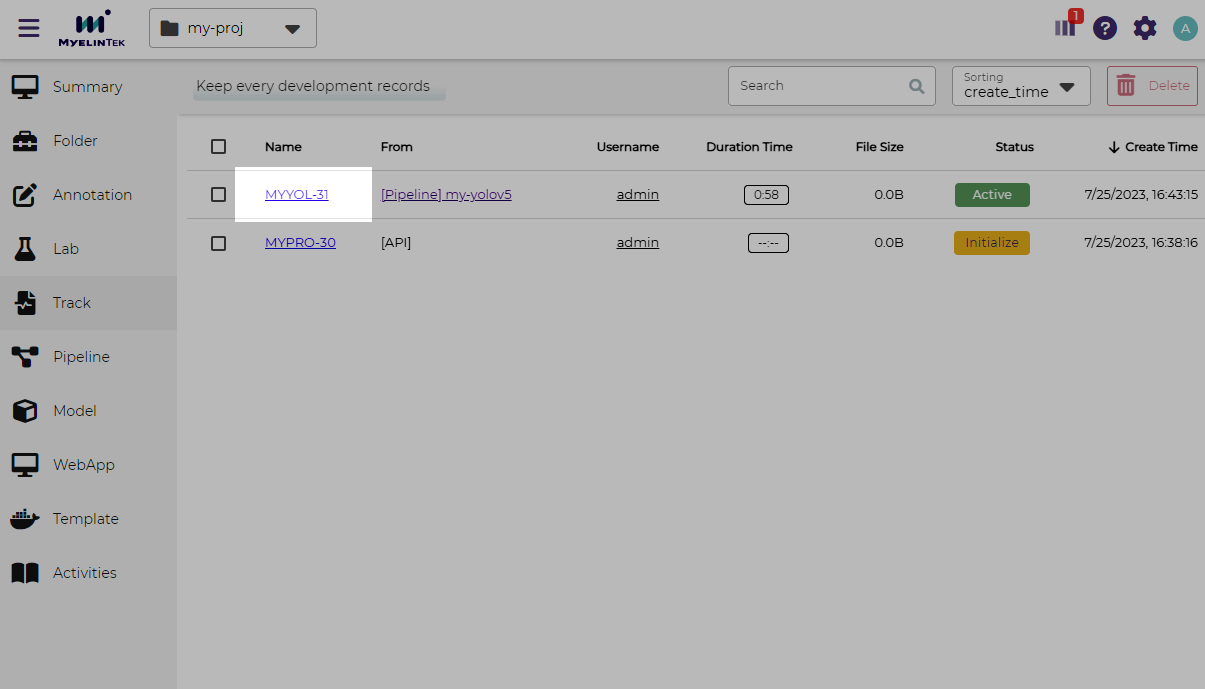 MYELINTEK
my-proj
1
?
A
Summary
Folder
Annotation
Lab
Track
Pipeline
Model
WebApp
Template
Activities
Keep every development records
Search
Sorting
create_time
Delete
Name From Username Duration Time File Size Status Create Time
MYYOL-31 [Pipeline] my-yolov5 admin 0:58 0.0B Active 7/25/2023, 16:43:15
MYPRO-30 [API] admin --:-- 0.0B Initialize 7/25/2023, 16:38:16